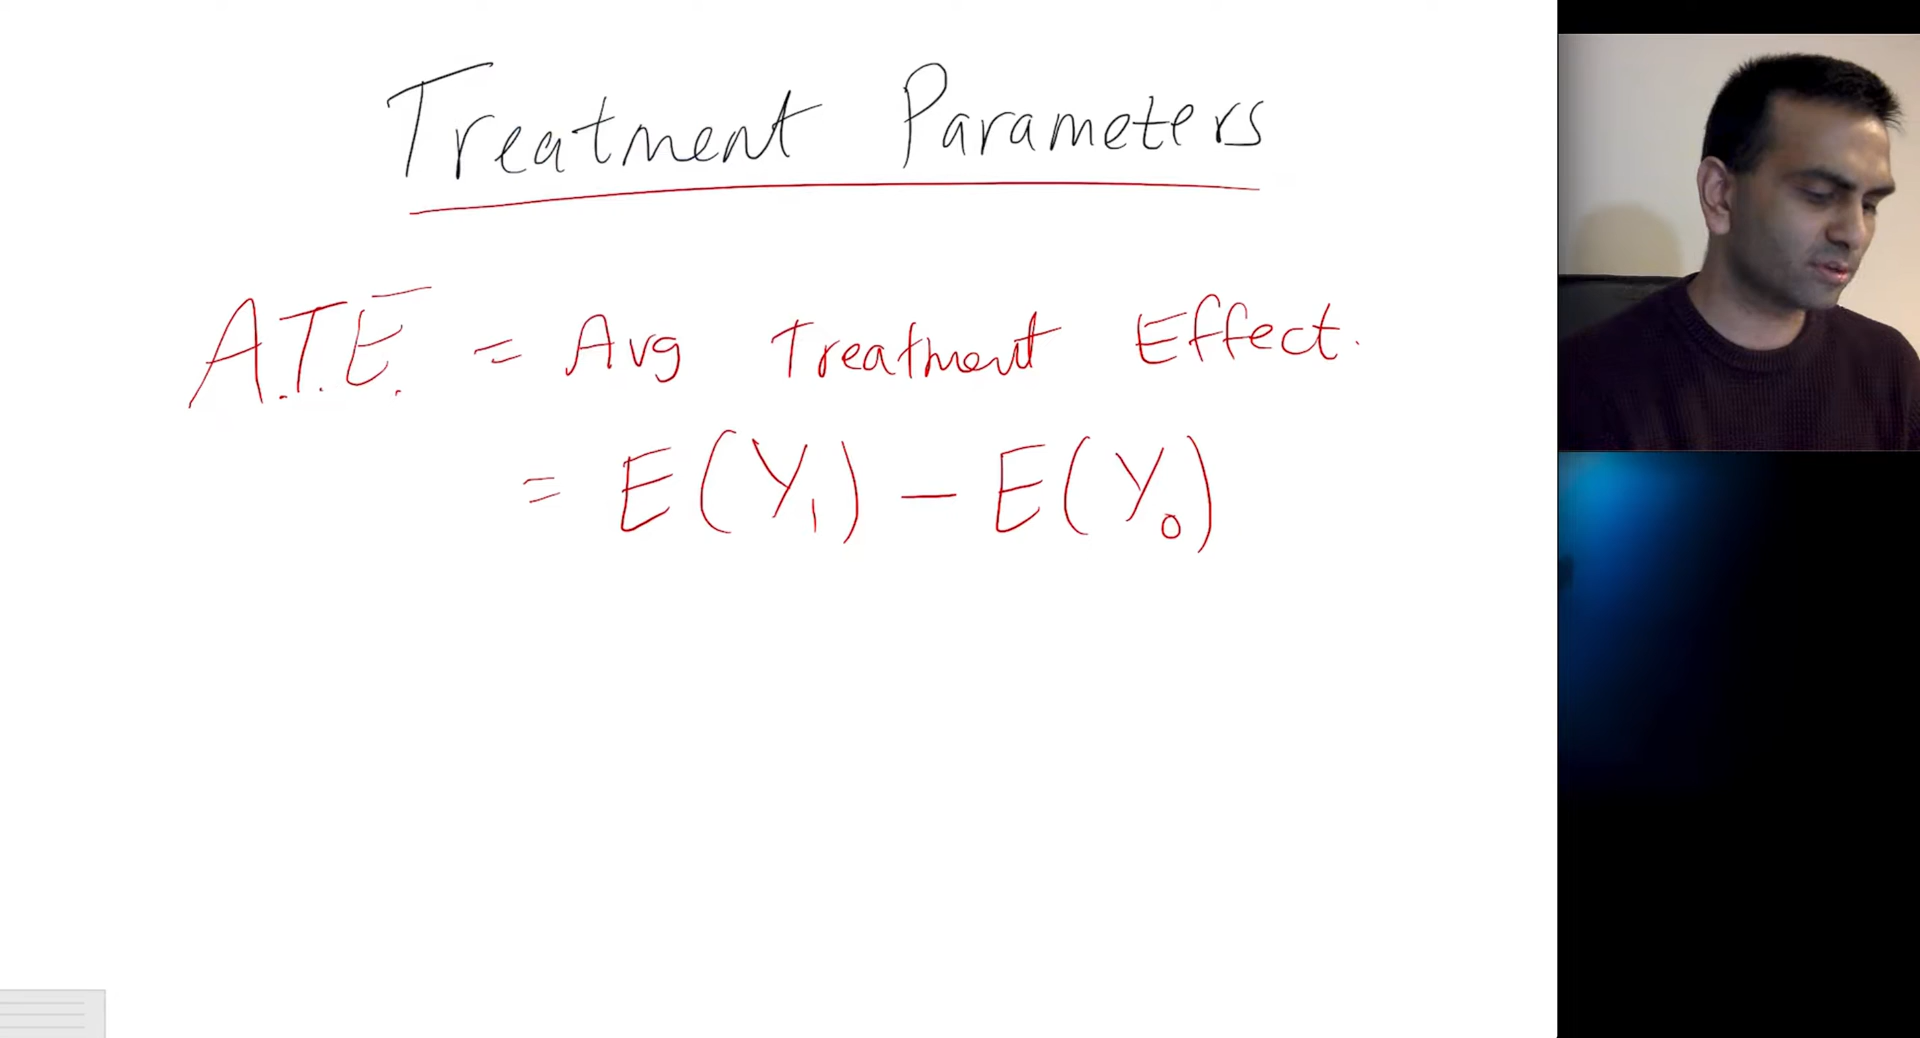 Treatment Parameters
A.T.E. = Avg Treatment Effect.
= E(Y₁) − E(Y₀)